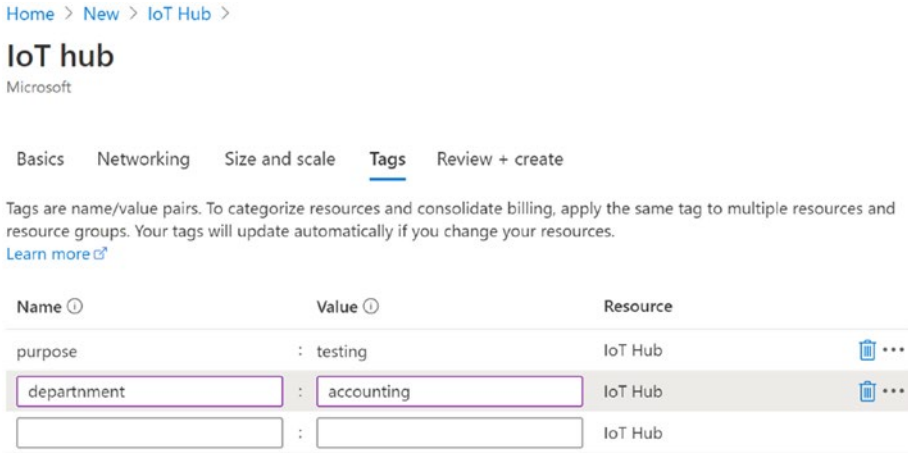 Home > New > IoT Hub >
IoT hub
Microsoft
Basics Networking Size and scale Tags Review + create
Tags are name/value pairs. To categorize resources and consolidate billing, apply the same tag to multiple resources and
resource groups. Your tags will update automatically if you change your resources.
Learn more
Name Value Resource
purpose : testing IoT Hub
departnment : accounting IoT Hub
: IoT Hub